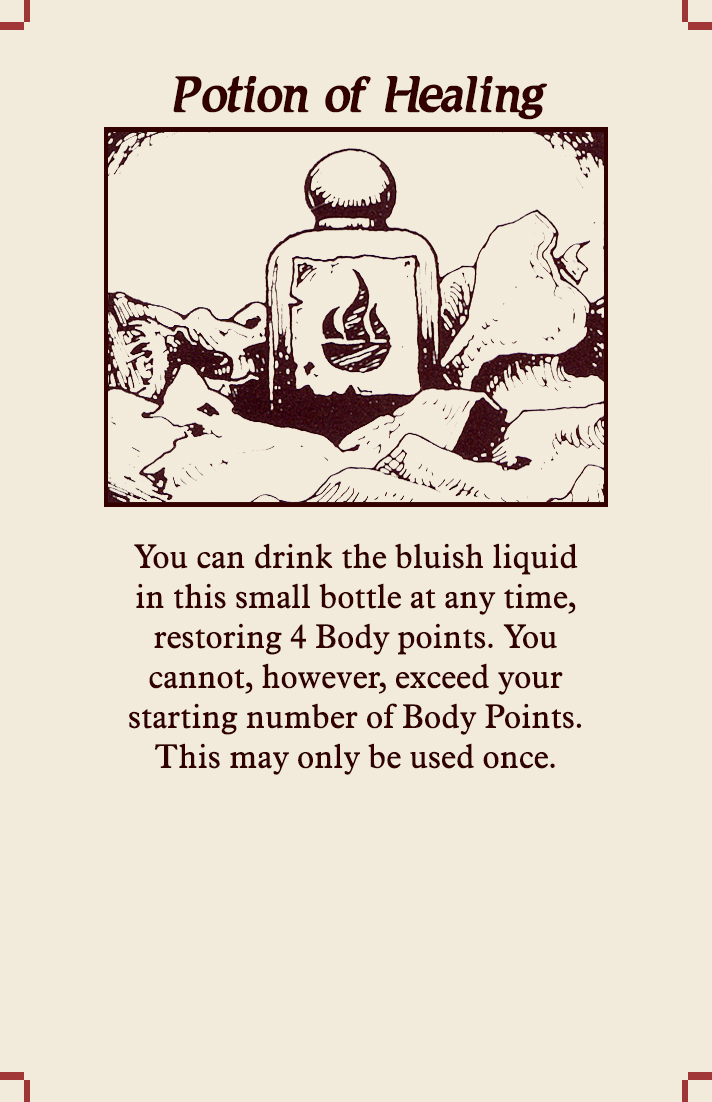 Potion of Healing
You can drink the bluish liquid
in this small bottle at any time,
restoring 4 Body points. You
cannot, however, exceed your
starting number of Body Points.
This may only be used once.